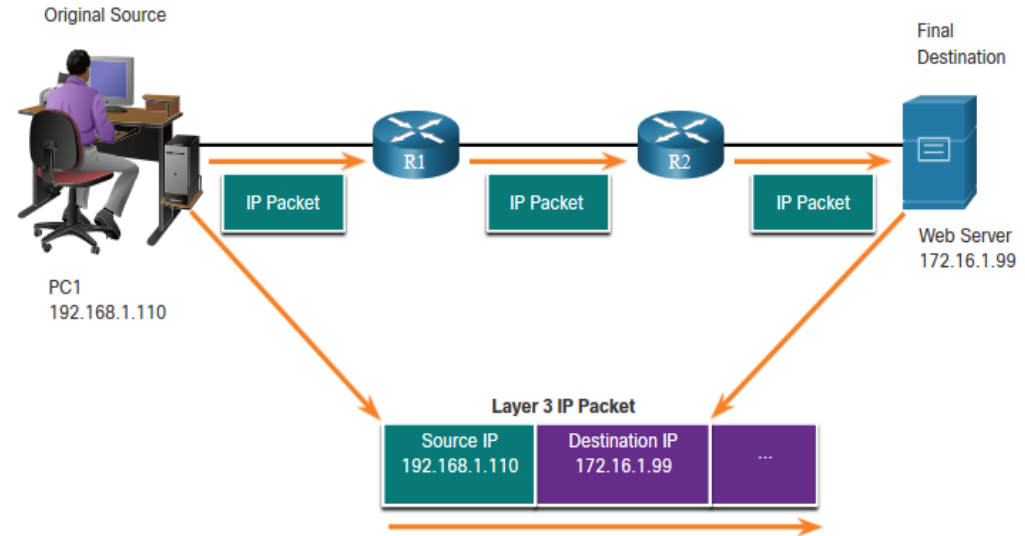 Original Source
Final
Destination
R1
R2
IP Packet
IP Packet
IP Packet
Web Server
172.16.1.99
PC1
192.168.1.110
Layer 3 IP Packet
Source IP
192.168.1.110
Destination IP
172.16.1.99
...